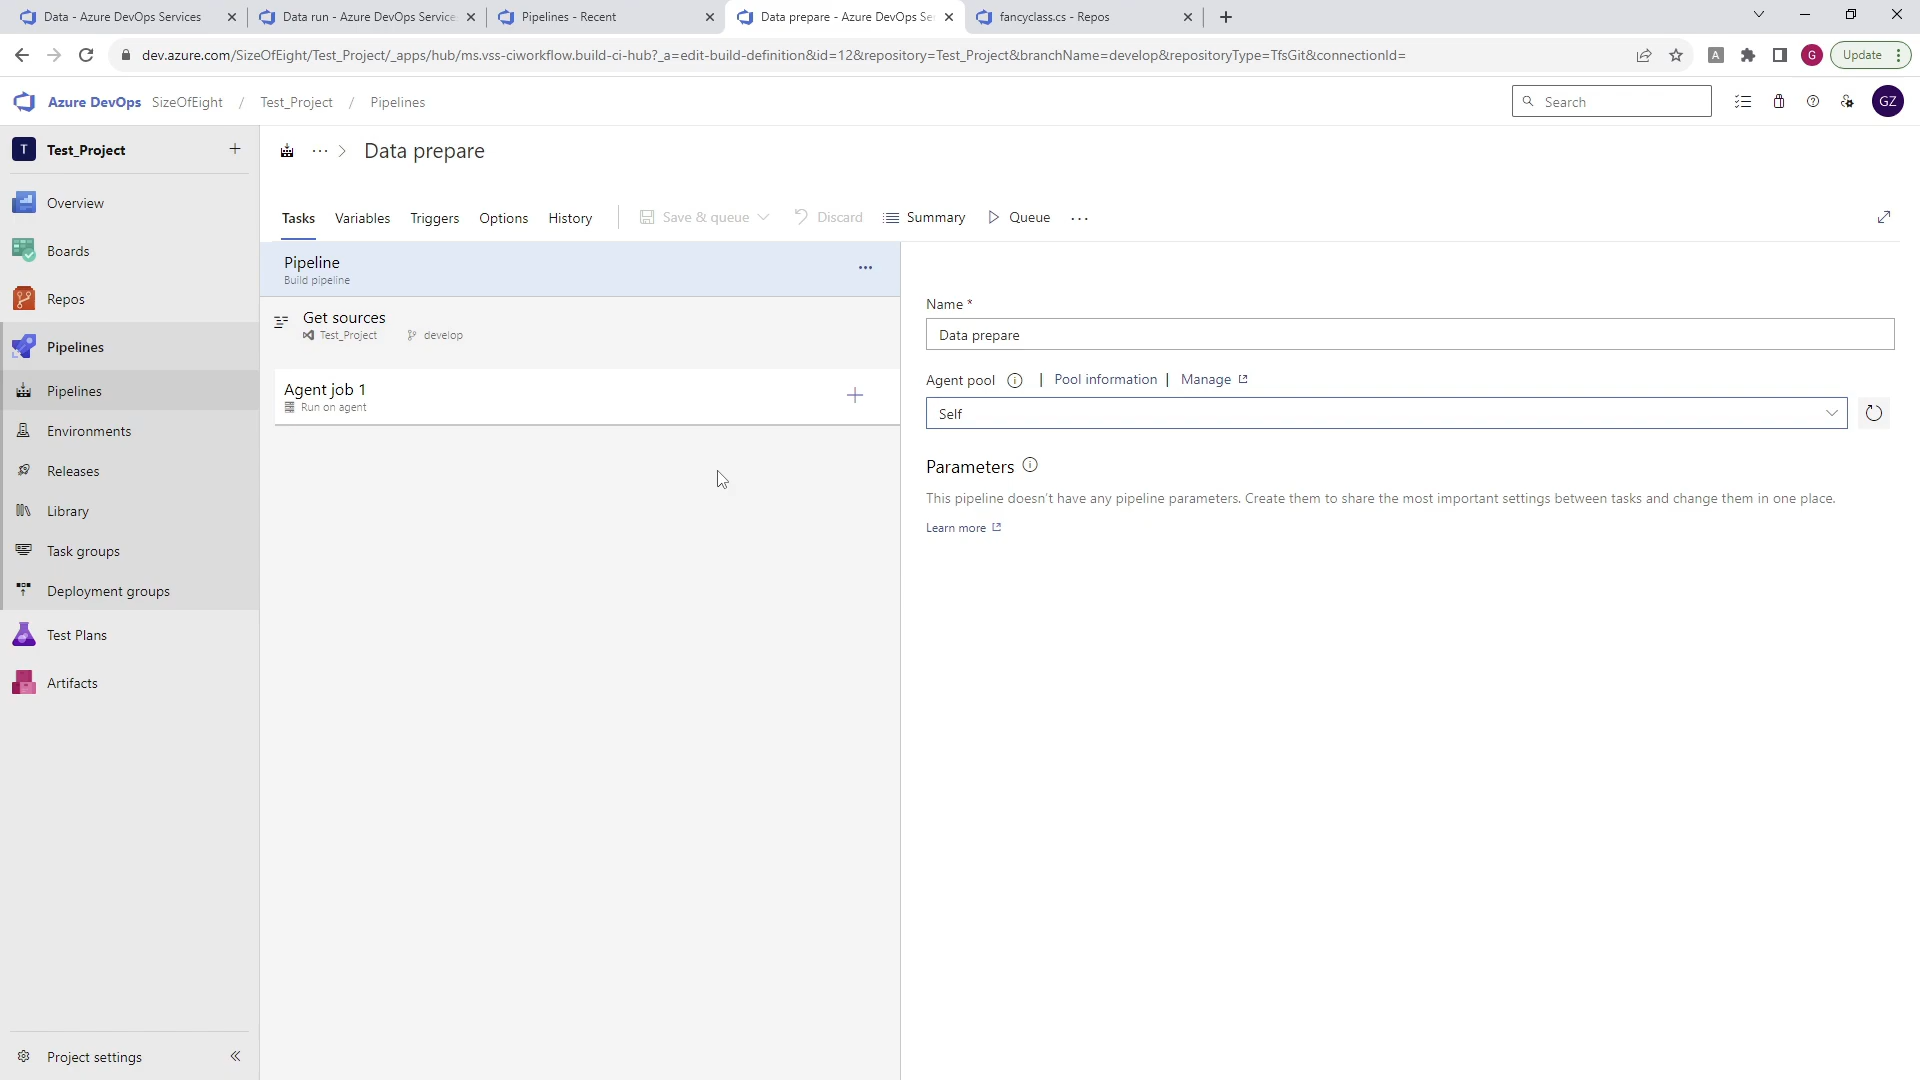 Data - Azure DevOps Services
Data run - Azure DevOps Service
Pipelines - Recent
Data prepare - Azure DevOps Se
fancyclass.cs - Repos
dev.azure.com/SizeOfEight/Test_Project/_apps/hub/ms.vss-ciworkflow.build-ci-hub?_a=edit-build-definition&id=12&repository=Test_Project&branchName=develop&repositoryType=TfsGit&connectionId=
A
G
Update
Azure DevOps SizeOfEight / Test_Project / Pipelines
Search
GZ
T Test_Project
Overview
Boards
Repos
Pipelines
Pipelines
Environments
Releases
Library
Task groups
Deployment groups
Test Plans
Artifacts
Project settings
Data prepare
Tasks Variables Triggers Options History Save & queue Discard Summary Queue
Pipeline
Build pipeline
Get sources
Test_Project develop
Agent job 1
Run on agent
Name *
Data prepare
Agent pool | Pool information | Manage
Self
Parameters
This pipeline doesn't have any pipeline parameters. Create them to share the most important settings between tasks and change them in one place.
Learn more